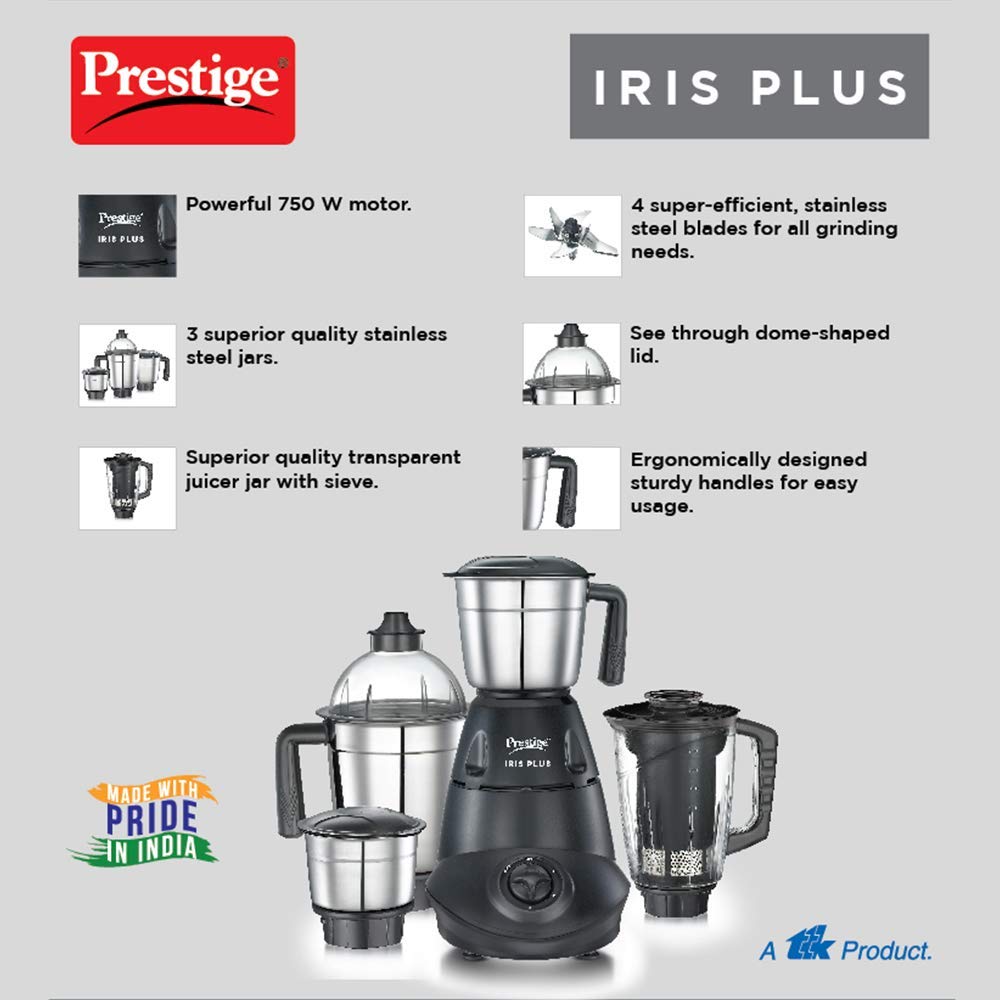 Prestige®
IRIS PLUS
Prestige
IRIS PLUS
Powerful 750 W motor.
4 super-efficient, stainless
steel blades for all grinding
needs.
3 superior quality stainless
steel jars.
See through dome-shaped
lid.
Superior quality transparent
juicer jar with sieve.
Ergonomically designed
sturdy handles for easy
usage.
Prestige
IRIS PLUS
MADE WITH
PRIDE
IN INDIA
A ttk Product.